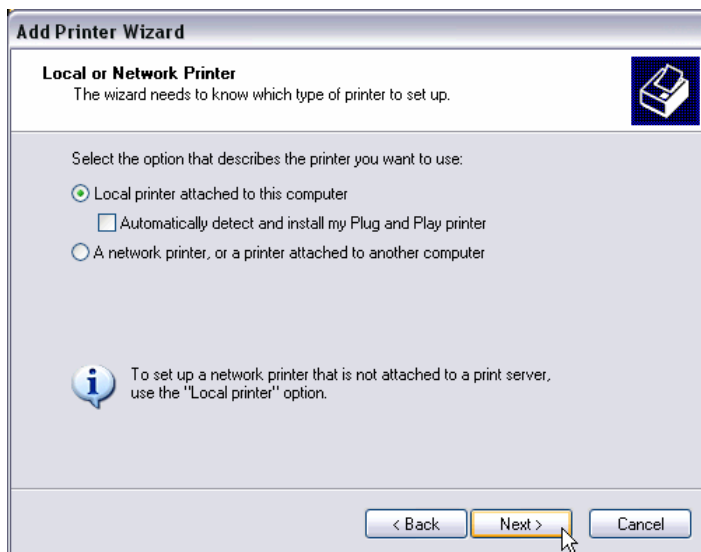 Add Printer Wizard
Local or Network Printer
The wizard needs to know which type of printer to set up.
Select the option that describes the printer you want to use:
Local printer attached to this computer
Automatically detect and install my Plug and Play printer
A network printer, or a printer attached to another computer
To set up a network printer that is not attached to a print server,
use the "Local printer" option.
< Back Next > Cancel